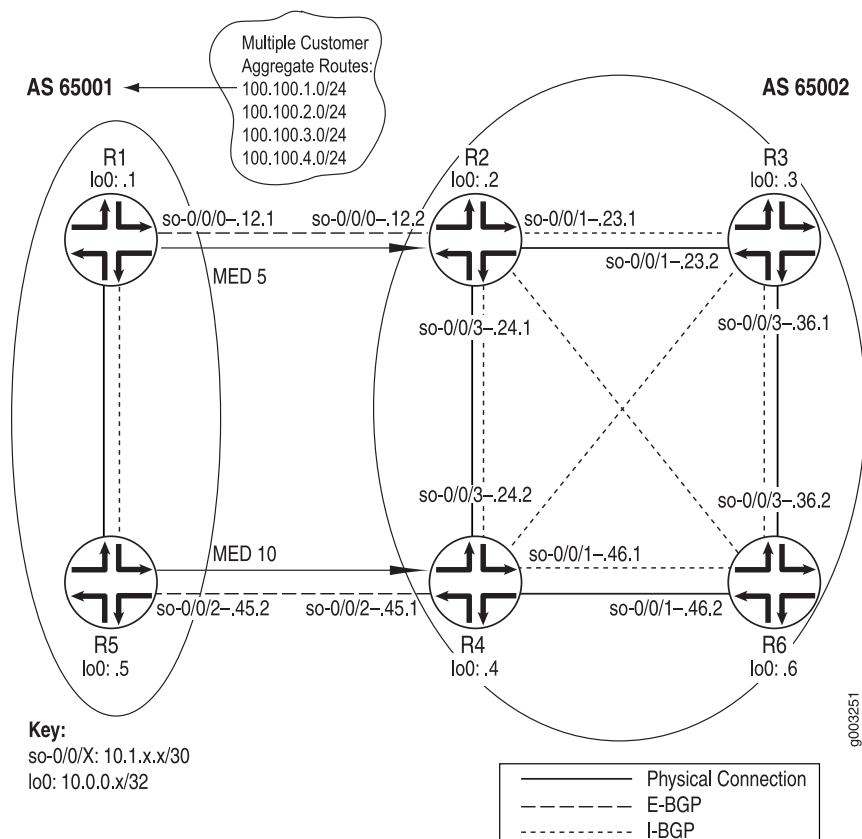 Multiple Customer
Aggregate Routes:
100.100.1.0/24
100.100.2.0/24
100.100.3.0/24
100.100.4.0/24
AS 65001
AS 65002
R1
lo0: .1
R2
lo0: .2
R3
lo0: .3
so-0/0/0–.12.1
so-0/0/0–.12.2
so-0/0/1–.23.1
so-0/0/1–.23.2
MED 5
so-0/0/3–.24.1
so-0/0/3–.36.1
so-0/0/3–.24.2
so-0/0/3–.36.2
MED 10
so-0/0/1–.46.1
so-0/0/2–.45.2
so-0/0/2–.45.1
so-0/0/1–.46.2
R5
lo0: .5
R4
lo0: .4
R6
lo0: .6
Key:
so-0/0/X: 10.1.x.x/30
lo0: 10.0.0.x/32
Physical Connection
E-BGP
I-BGP
g003251